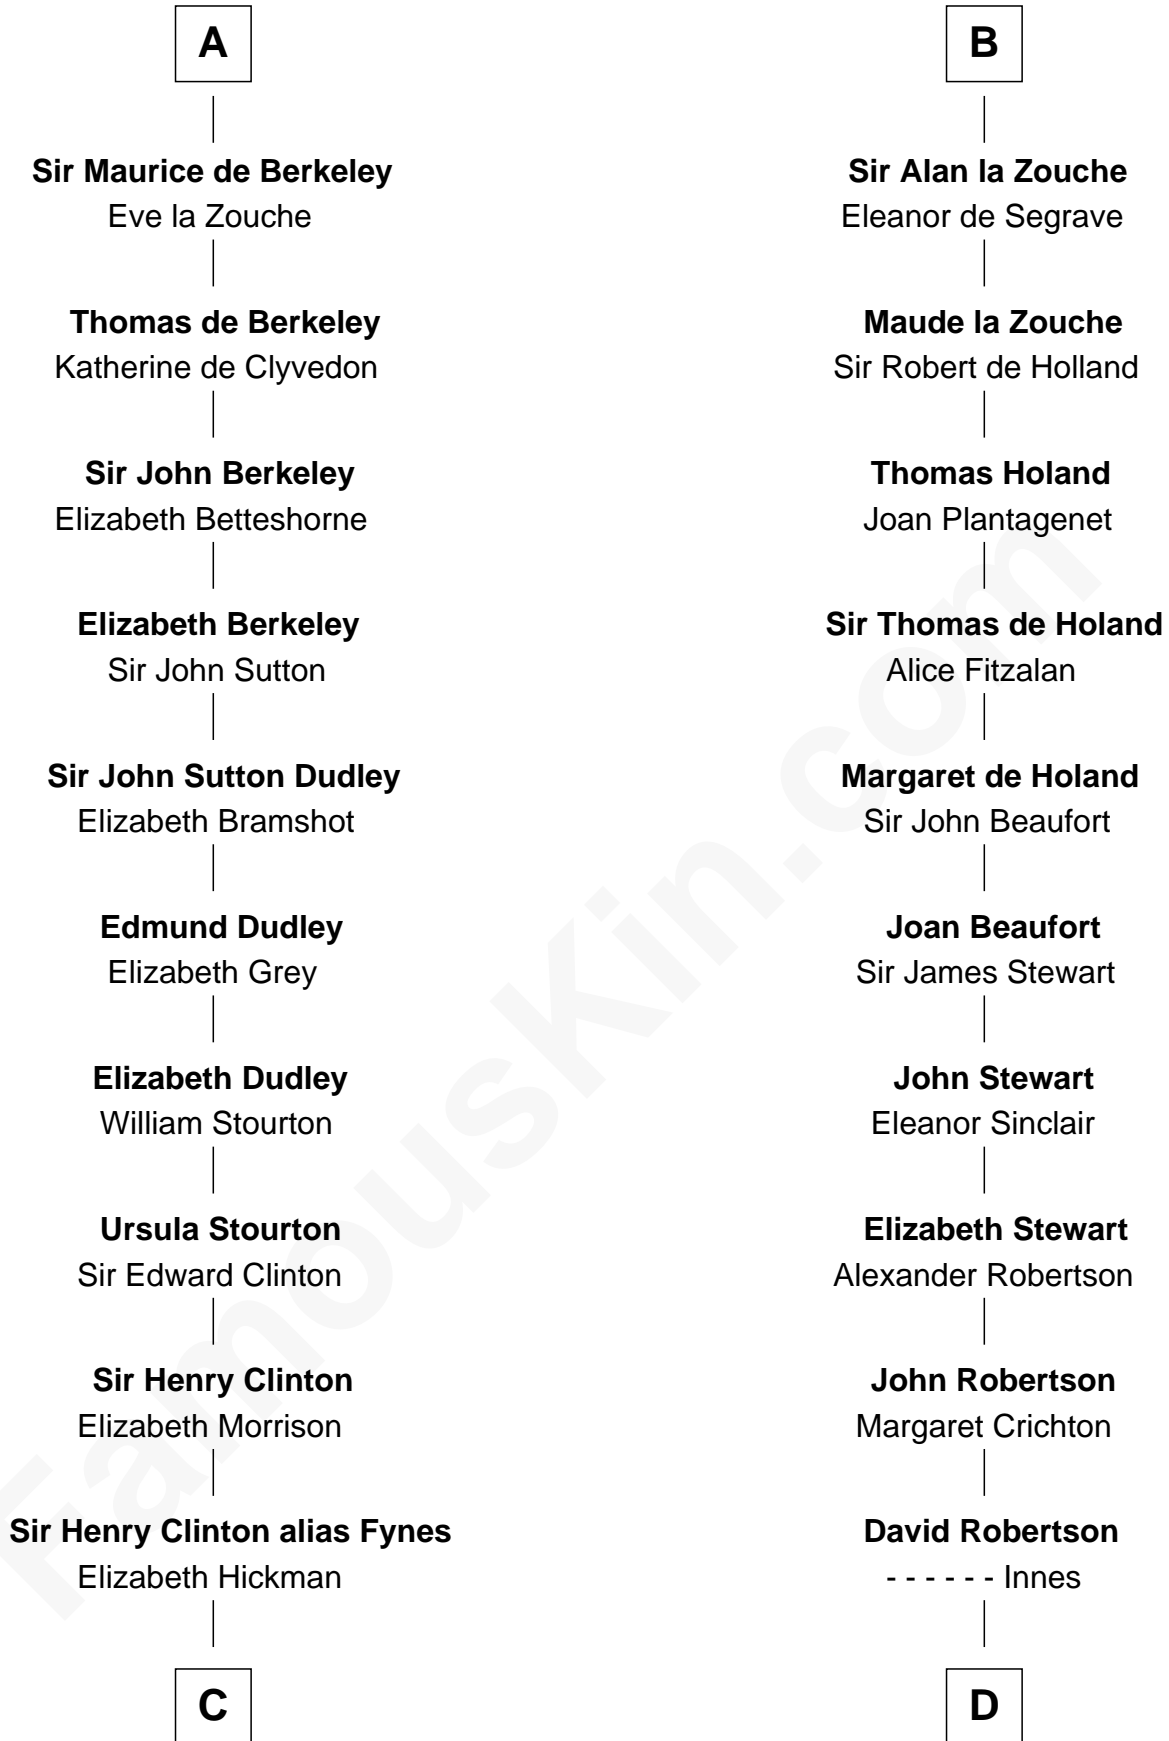 A
Sir Maurice de Berkeley
Eve la Zouche
Thomas de Berkeley
Katherine de Clyvedon
Sir John Berkeley
Elizabeth Betteshorne
Elizabeth Berkeley
Sir John Sutton
Sir John Sutton Dudley
Elizabeth Bramshot
Edmund Dudley
Elizabeth Grey
Elizabeth Dudley
William Stourton
Ursula Stourton
Sir Edward Clinton
Sir Henry Clinton
Elizabeth Morrison
Sir Henry Clinton alias Fynes
Elizabeth Hickman
C
B
Sir Alan la Zouche
Eleanor de Segrave
Maude la Zouche
Sir Robert de Holland
Thomas Holand
Joan Plantagenet
Sir Thomas de Holand
Alice Fitzalan
Margaret de Holand
Sir John Beaufort
Joan Beaufort
Sir James Stewart
John Stewart
Eleanor Sinclair
Elizabeth Stewart
Alexander Robertson
John Robertson
Margaret Crichton
David Robertson
- - - - - - Innes
D
FamousKin.com